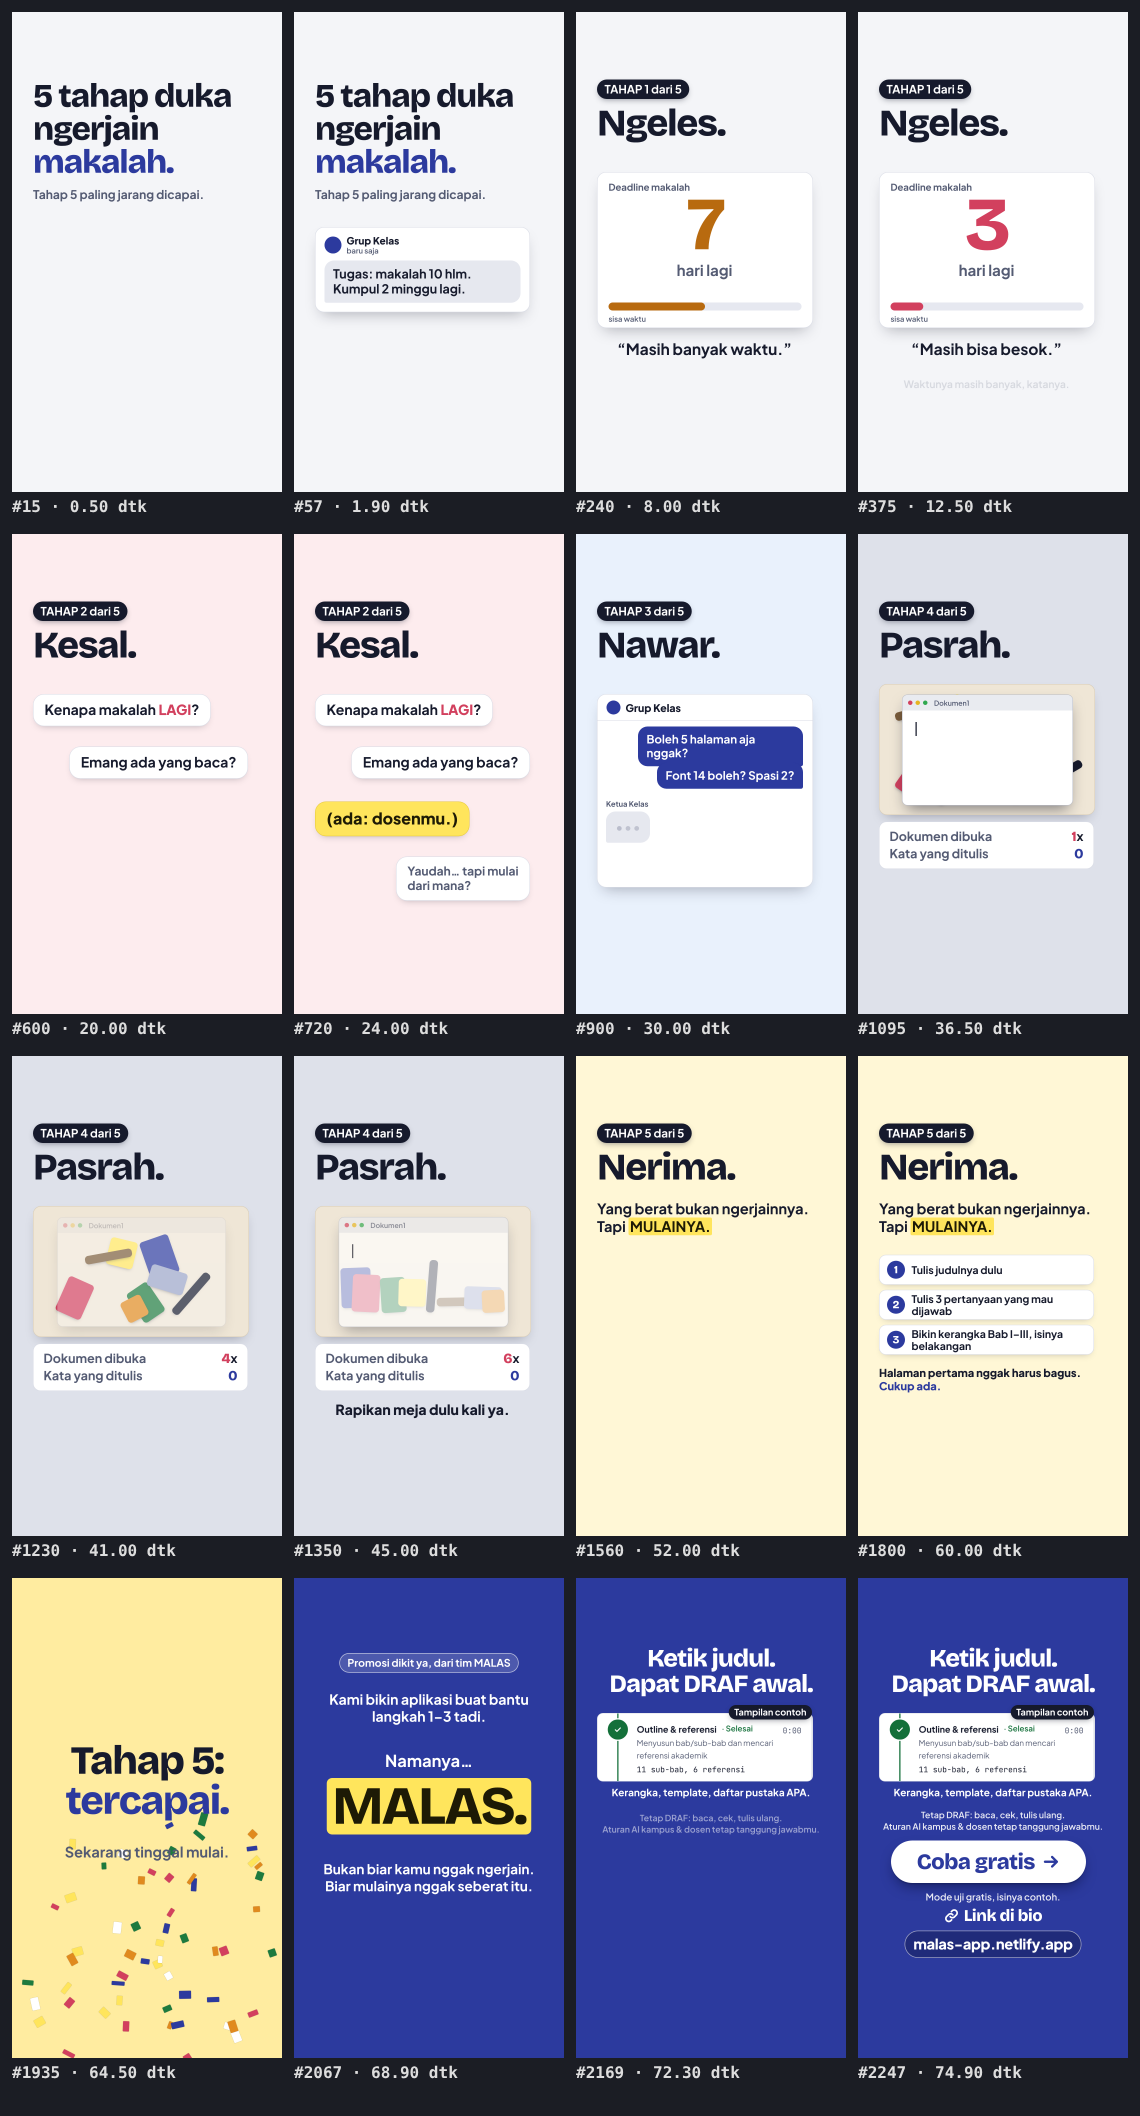 5 tahap duka
ngerjain
makalah.
Tahap 5 paling jarang dicapai.
#15 · 0.50 dtk
5 tahap duka
ngerjain
makalah.
Tahap 5 paling jarang dicapai.
Grup Kelas
baru saja
Tugas: makalah 10 hlm.
Kumpul 2 minggu lagi.
#57 · 1.90 dtk
TAHAP 1 dari 5
Ngeles.
Deadline makalah
7
hari lagi
sisa waktu
“Masih banyak waktu.”
#240 · 8.00 dtk
TAHAP 1 dari 5
Ngeles.
Deadline makalah
3
hari lagi
sisa waktu
“Masih bisa besok.”
Waktunya masih banyak, katanya.
#375 · 12.50 dtk
TAHAP 2 dari 5
Kesal.
Kenapa makalah LAGI?
Emang ada yang baca?
#600 · 20.00 dtk
TAHAP 2 dari 5
Kesal.
Kenapa makalah LAGI?
Emang ada yang baca?
(ada: dosenmu.)
Yaudah… tapi mulai
dari mana?
#720 · 24.00 dtk
TAHAP 3 dari 5
Nawar.
Grup Kelas
Boleh 5 halaman aja
nggak?
Font 14 boleh? Spasi 2?
Ketua Kelas
#900 · 30.00 dtk
TAHAP 4 dari 5
Pasrah.
Dokumen1
Dokumen dibuka 1x
Kata yang ditulis 0
#1095 · 36.50 dtk
TAHAP 4 dari 5
Pasrah.
Dokumen1
Dokumen dibuka 4x
Kata yang ditulis 0
#1230 · 41.00 dtk
TAHAP 4 dari 5
Pasrah.
Dokumen1
Dokumen dibuka 6x
Kata yang ditulis 0
Rapikan meja dulu kali ya.
#1350 · 45.00 dtk
TAHAP 5 dari 5
Nerima.
Yang berat bukan ngerjainnya.
Tapi MULAINYA.
#1560 · 52.00 dtk
TAHAP 5 dari 5
Nerima.
Yang berat bukan ngerjainnya.
Tapi MULAINYA.
1 Tulis judulnya dulu
2 Tulis 3 pertanyaan yang mau
dijawab
3 Bikin kerangka Bab I–III, isinya
belakangan
Halaman pertama nggak harus bagus.
Cukup ada.
#1800 · 60.00 dtk
Tahap 5:
tercapai.
Sekarang tinggal mulai.
#1935 · 64.50 dtk
Promosi dikit ya, dari tim MALAS
Kami bikin aplikasi buat bantu
langkah 1–3 tadi.
Namanya…
MALAS.
Bukan biar kamu nggak ngerjain.
Biar mulainya nggak seberat itu.
#2067 · 68.90 dtk
Ketik judul.
Dapat DRAF awal.
Tampilan contoh
Outline & referensi · Selesai 0:00
Menyusun bab/sub-bab dan mencari
referensi akademik
11 sub-bab, 6 referensi
Kerangka, template, daftar pustaka APA.
Tetap DRAF: baca, cek, tulis ulang.
Aturan AI kampus & dosen tetap tanggung jawabmu.
#2169 · 72.30 dtk
Ketik judul.
Dapat DRAF awal.
Tampilan contoh
Outline & referensi · Selesai 0:00
Menyusun bab/sub-bab dan mencari
referensi akademik
11 sub-bab, 6 referensi
Kerangka, template, daftar pustaka APA.
Tetap DRAF: baca, cek, tulis ulang.
Aturan AI kampus & dosen tetap tanggung jawabmu.
Coba gratis →
Mode uji gratis, isinya contoh.
Link di bio
malas-app.netlify.app
#2247 · 74.90 dtk